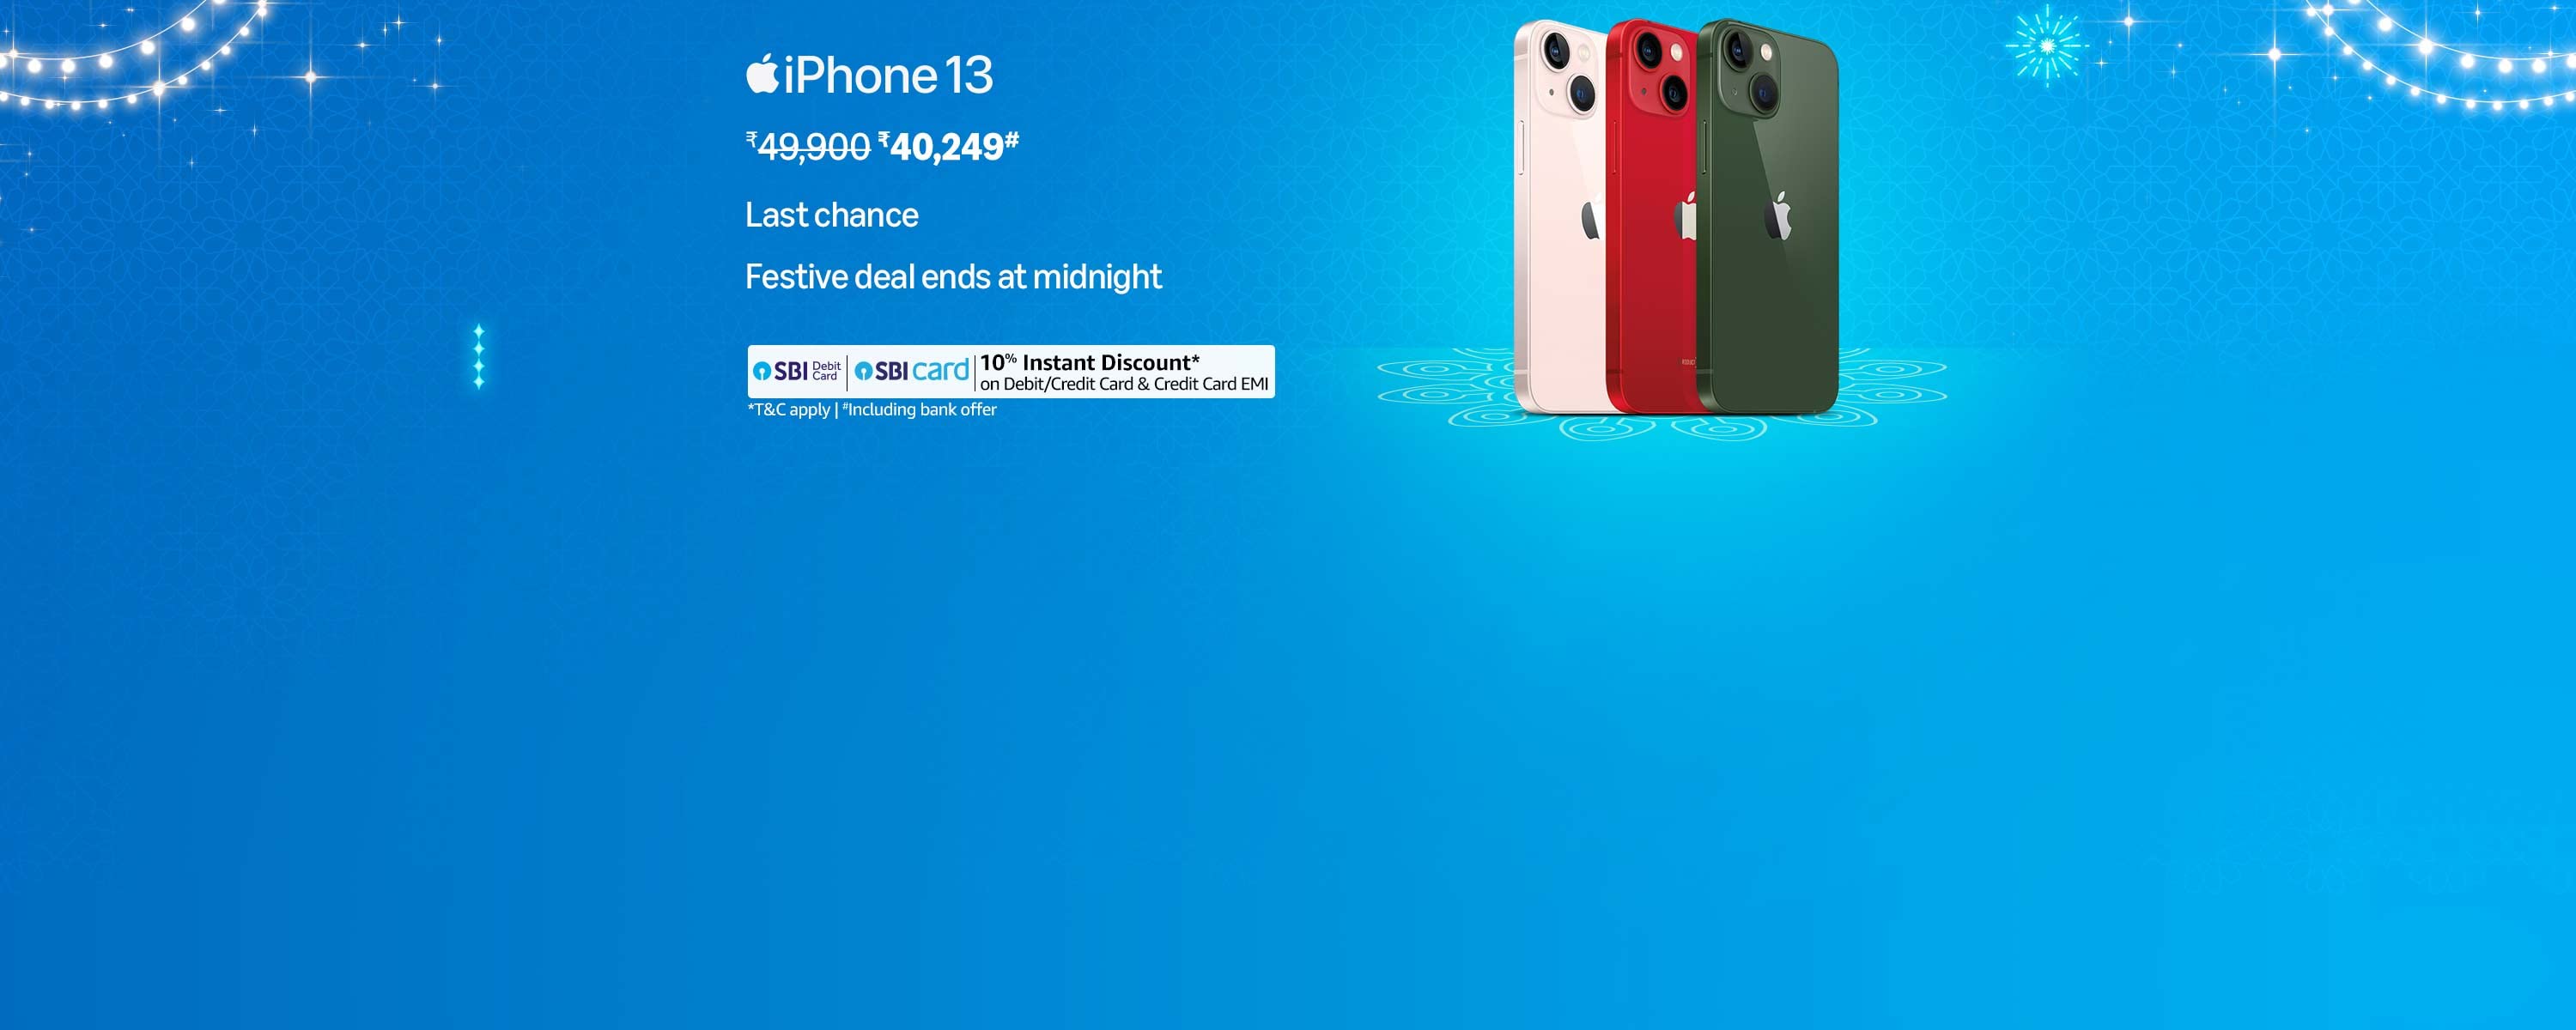 iPhone 13
₹49,900 ₹40,249#
Last chance
Festive deal ends at midnight
SBI Debit Card | SBI card | 10% Instant Discount*
on Debit/Credit Card & Credit Card EMI
*T&C apply | #Including bank offer